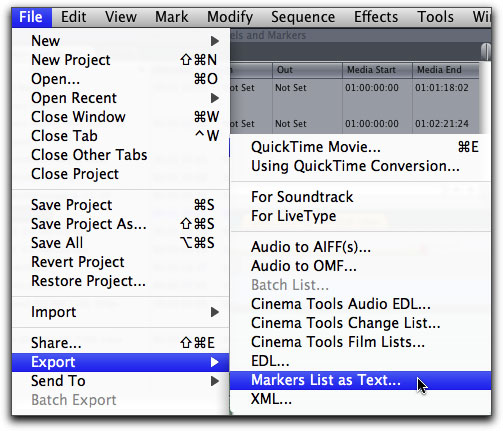 File Edit View Mark Modify Sequence Effects Tools
els and Markers
Out Media Start Media End
ot Set Not Set 01:00:00:00 01:01:18:02
ot Set Not Set 01:00:00:00 01:02:21:24
New
New Project ⇧⌘N
Open... ⌘O
Open Recent
Close Window ⌘W
Close Tab ^W
Close Other Tabs
Close Project
Save Project ⌘S
Save Project As... ⇧⌘S
Save All ⌥⌘S
Revert Project
Restore Project...
Import
Share... ⇧⌘E
Export
Send To
Batch Export
QuickTime Movie... ⌘E
Using QuickTime Conversion...
For Soundtrack
For LiveType
Audio to AIFF(s)...
Audio to OMF...
Batch List...
Cinema Tools Audio EDL...
Cinema Tools Change List...
Cinema Tools Film Lists...
EDL...
Markers List as Text...
XML...